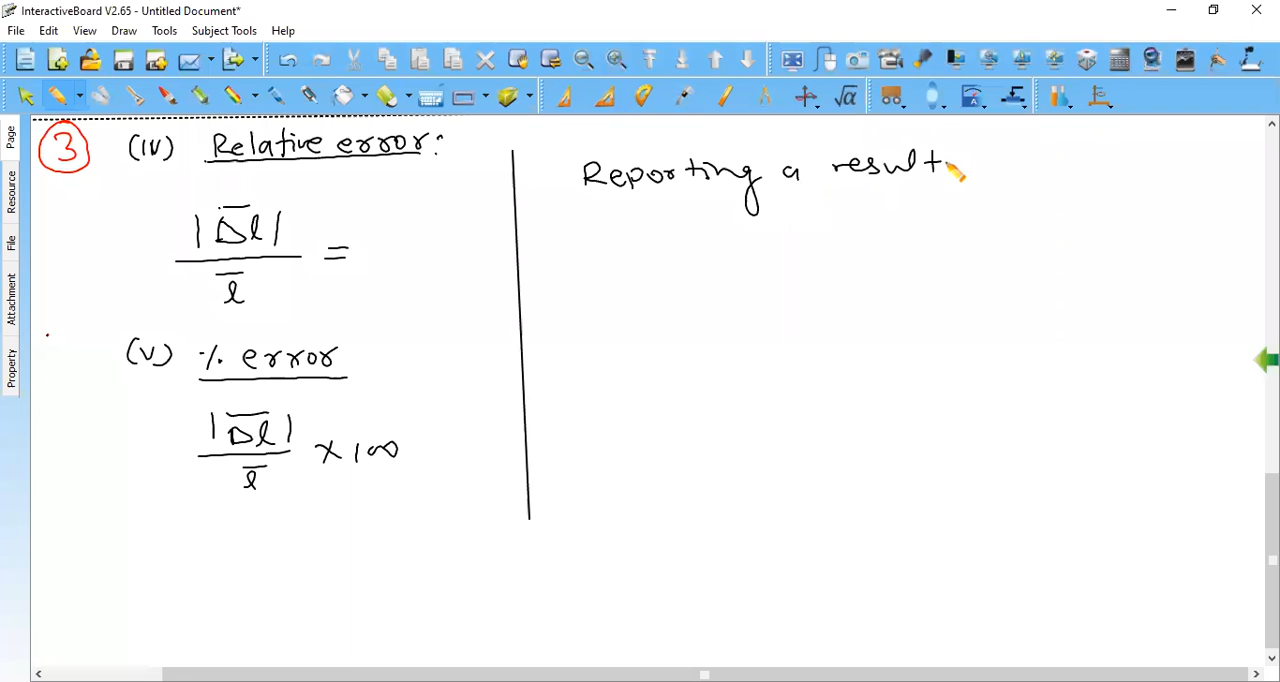 InteractiveBoard V2.65 - Untitled Document*
File Edit View Draw Tools Subject Tools Help
Page
Resource
File
Attachment
Property
3 (iv) Relative error:
|Δl̅| / l̅ =
(v) % error
|Δl̅| / l̅ × 100
Reporting a result